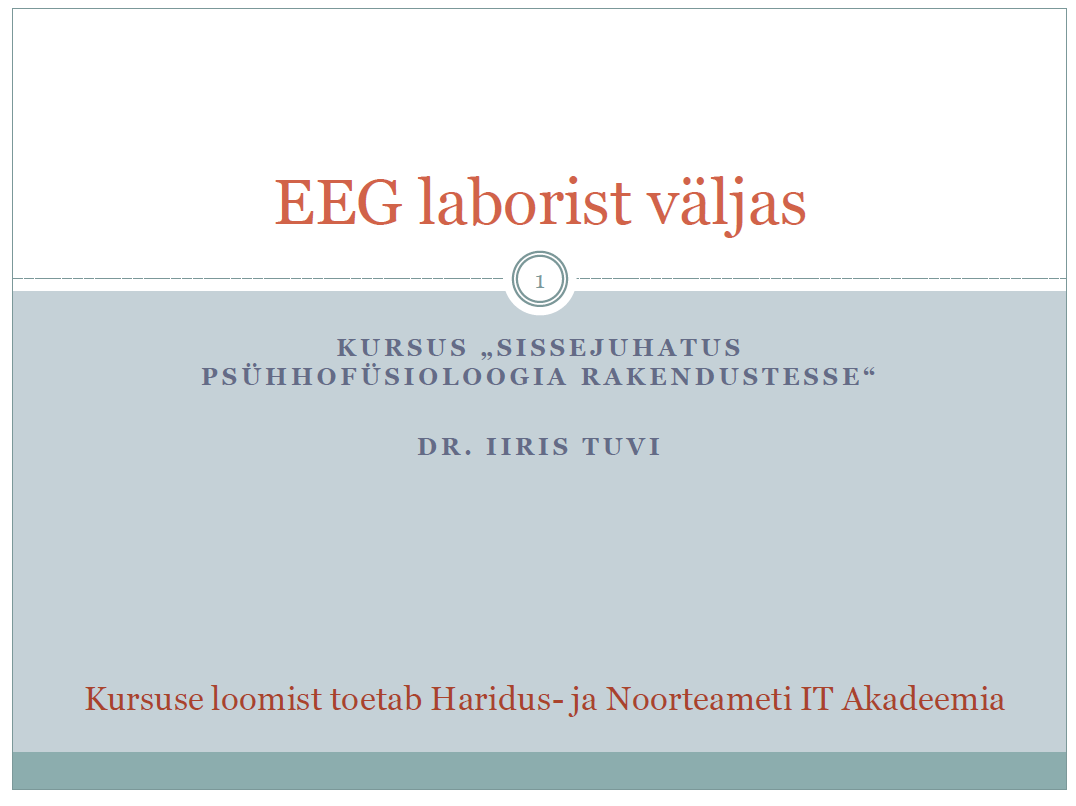 EEG laborist väljas
1
KURSUS „SISSEJUHATUS
PSÜHHOFÜSIOLOOGIA RAKENDUSTESSE“
DR. IIRIS TUVI
Kursuse loomist toetab Haridus- ja Noorteameti IT Akadeemia